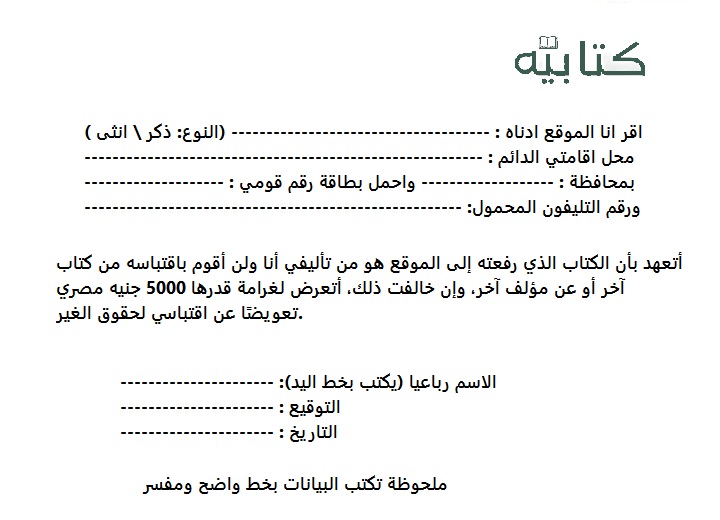 كتابيه
اقر انا الموقع ادناه : ------------------------------------- (النوع: ذكر \ انثى )
محل اقامتي الدائم : ---------------------------------------------------------
بمحافظة : ------------------- واحمل بطاقة رقم قومي : --------------------
ورقم التليفون المحمول: ------------------------------------------------------
أتعهد بأن الكتاب الذي رفعته إلى الموقع هو من تأليفي أنا ولن أقوم باقتباسه من كتاب
آخر أو عن مؤلف آخر، وإن خالفت ذلك، أتعرض لغرامة قدرها 5000 جنيه مصري
تعويضًا عن اقتباسي لحقوق الغير.
الاسم رباعيا (يكتب بخط اليد): ----------------------
التوقيع : ----------------------
التاريخ : ----------------------
ملحوظة تكتب البيانات بخط واضح ومفسر